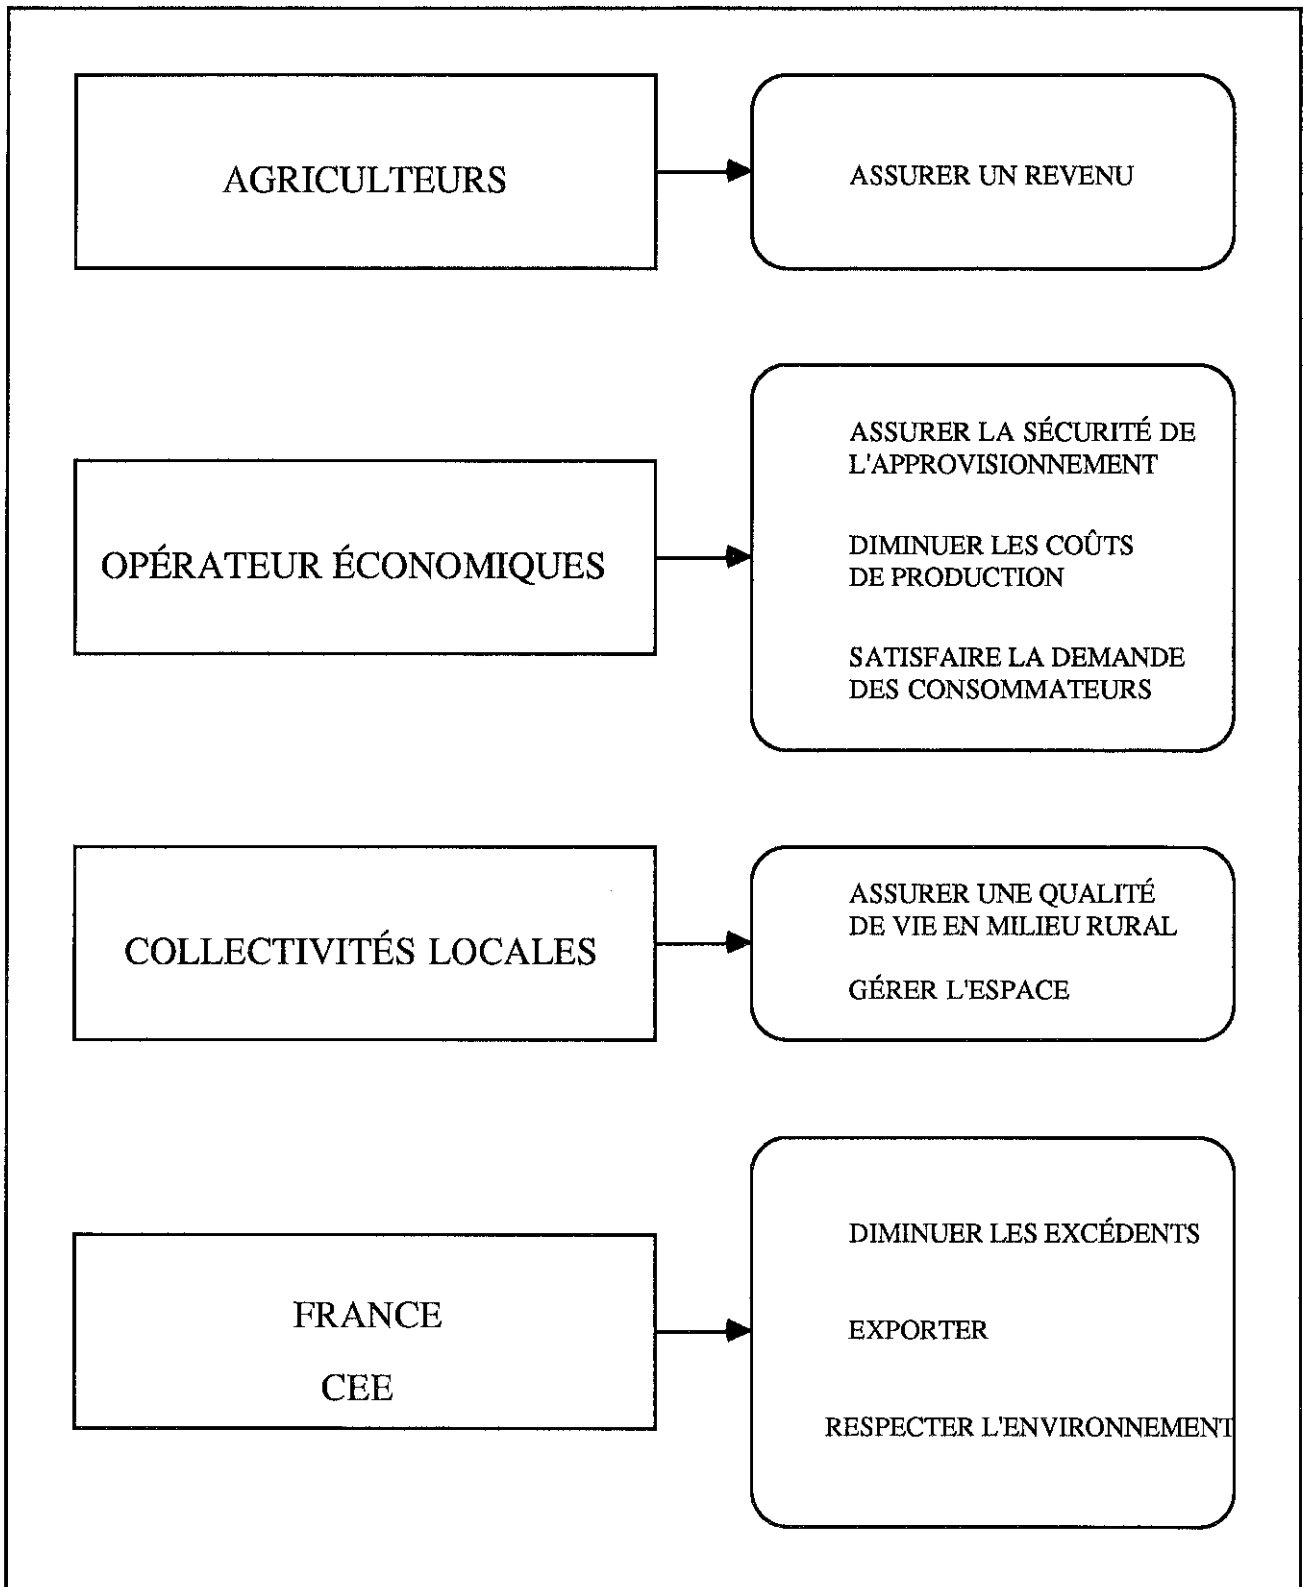 AGRICULTEURS
ASSURER UN REVENU
OPÉRATEUR ÉCONOMIQUES
ASSURER LA SÉCURITÉ DE
L'APPROVISIONNEMENT
DIMINUER LES COÛTS
DE PRODUCTION
SATISFAIRE LA DEMANDE
DES CONSOMMATEURS
COLLECTIVITÉS LOCALES
ASSURER UNE QUALITÉ
DE VIE EN MILIEU RURAL
GÉRER L'ESPACE
FRANCE
CEE
DIMINUER LES EXCÉDENTS
EXPORTER
RESPECTER L'ENVIRONNEMENT